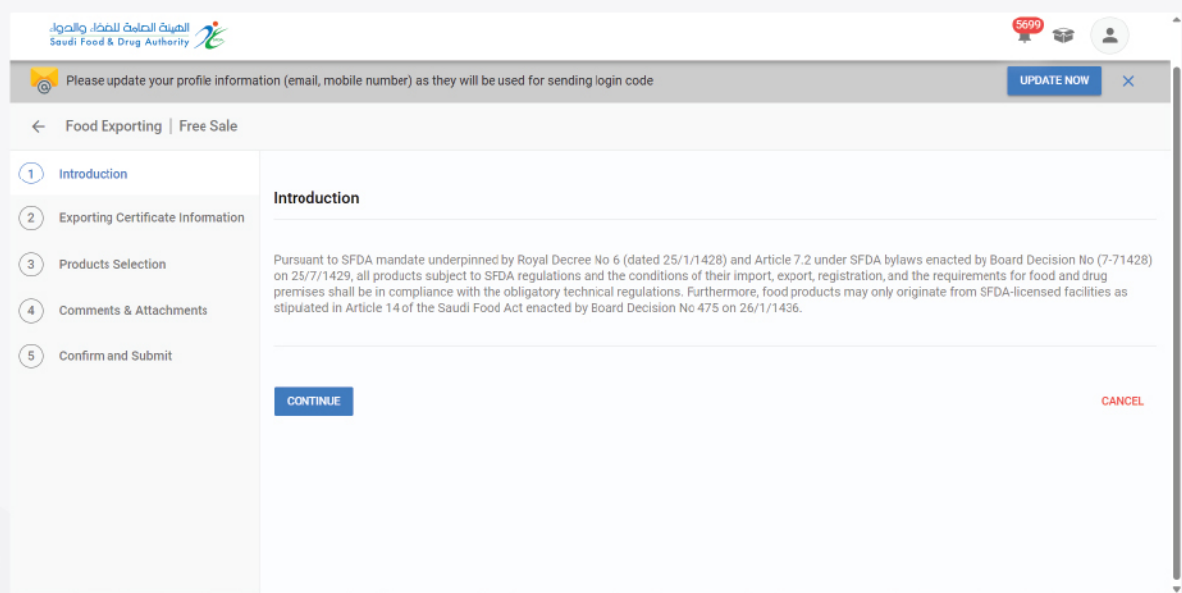 الهيئة العامة للغذاء والدواء
Saudi Food & Drug Authority
5699
Please update your profile information (email, mobile number) as they will be used for sending login code
UPDATE NOW
Food Exporting | Free Sale
1 Introduction
2 Exporting Certificate Information
3 Products Selection
4 Comments & Attachments
5 Confirm and Submit
Introduction
Pursuant to SFDA mandate underpinned by Royal Decree No 6 (dated 25/1/1428) and Article 7.2 under SFDA bylaws enacted by Board Decision No (7-71428)
on 25/7/1429, all products subject to SFDA regulations and the conditions of their import, export, registration, and the requirements for food and drug
premises shall be in compliance with the obligatory technical regulations. Furthermore, food products may only originate from SFDA-licensed facilities as
stipulated in Article 14 of the Saudi Food Act enacted by Board Decision No 475 on 26/1/1436.
CONTINUE
CANCEL